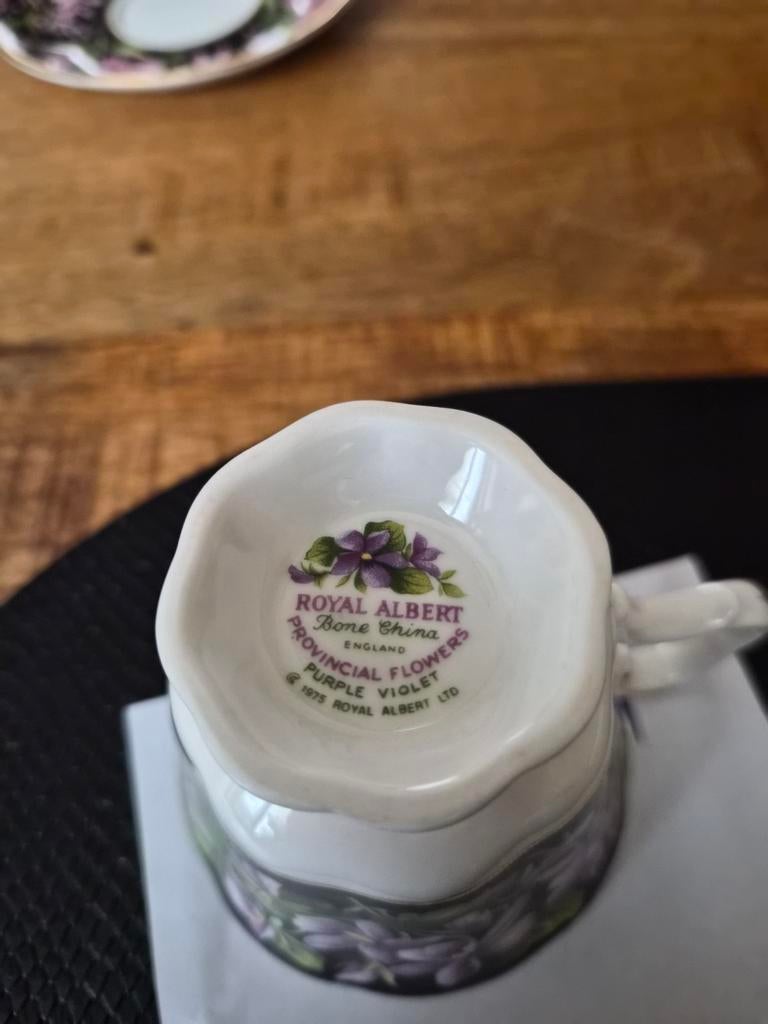 ROYAL ALBERT
Bone China
ENGLAND
PROVINCIAL FLOWERS
PURPLE VIOLET
© 1975 ROYAL ALBERT LTD